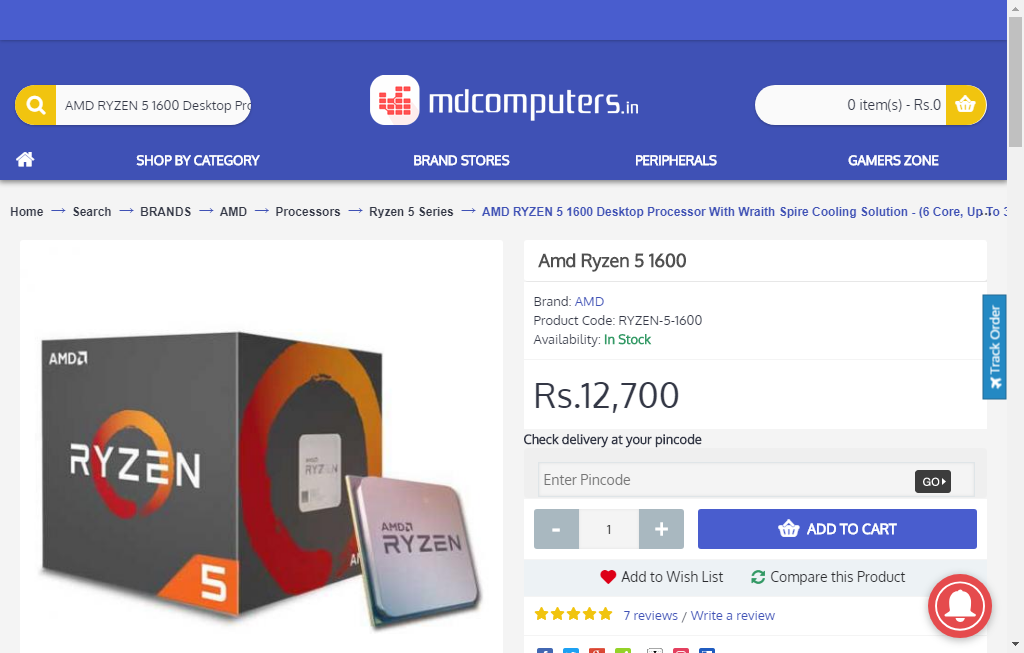 AMD RYZEN 5 1600 Desktop Pro
mdcomputers.in
0 item(s) - Rs.0
SHOP BY CATEGORY
BRAND STORES
PERIPHERALS
GAMERS ZONE
Home → Search → BRANDS → AMD → Processors → Ryzen 5 Series → AMD RYZEN 5 1600 Desktop Processor With Wraith Spire Cooling Solution - (6 Core, Up To 3
AMD
RYZEN
5
AMD
RYZEN
AMD
RYZEN
Amd Ryzen 5 1600
Brand: AMD
Product Code: RYZEN-5-1600
Availability: In Stock
Rs.12,700
Track Order
Check delivery at your pincode
Enter Pincode
GO
- 1 +
ADD TO CART
Add to Wish List
Compare this Product
7 reviews / Write a review